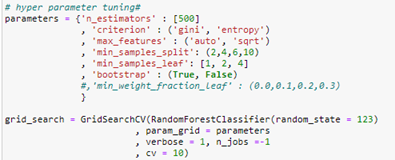 # hyper parameter tuning#
parameters = {'n_estimators' : [500]
, 'criterion' : ('gini', 'entropy')
, 'max_features' : ('auto', 'sqrt')
, 'min_samples_split': (2,4,6,10)
, 'min_samples_leaf': [1, 2, 4]
, 'bootstrap' : (True, False)
#,'min_weight_fraction_leaf' : (0.0,0.1,0.2,0.3)
}
grid_search = GridSearchCV(RandomForestClassifier(random_state = 123)
, param_grid = parameters
, verbose = 1, n_jobs =-1
, cv = 10)